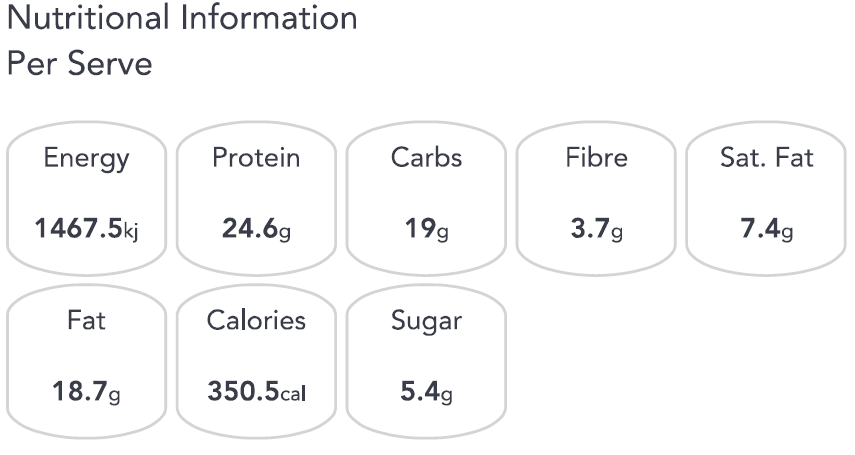 Nutritional Information
Per Serve
Energy Protein Carbs Fibre Sat. Fat
1467.5kj 24.6g 19g 3.7g 7.4g
Fat Calories Sugar
18.7g 350.5cal 5.4g